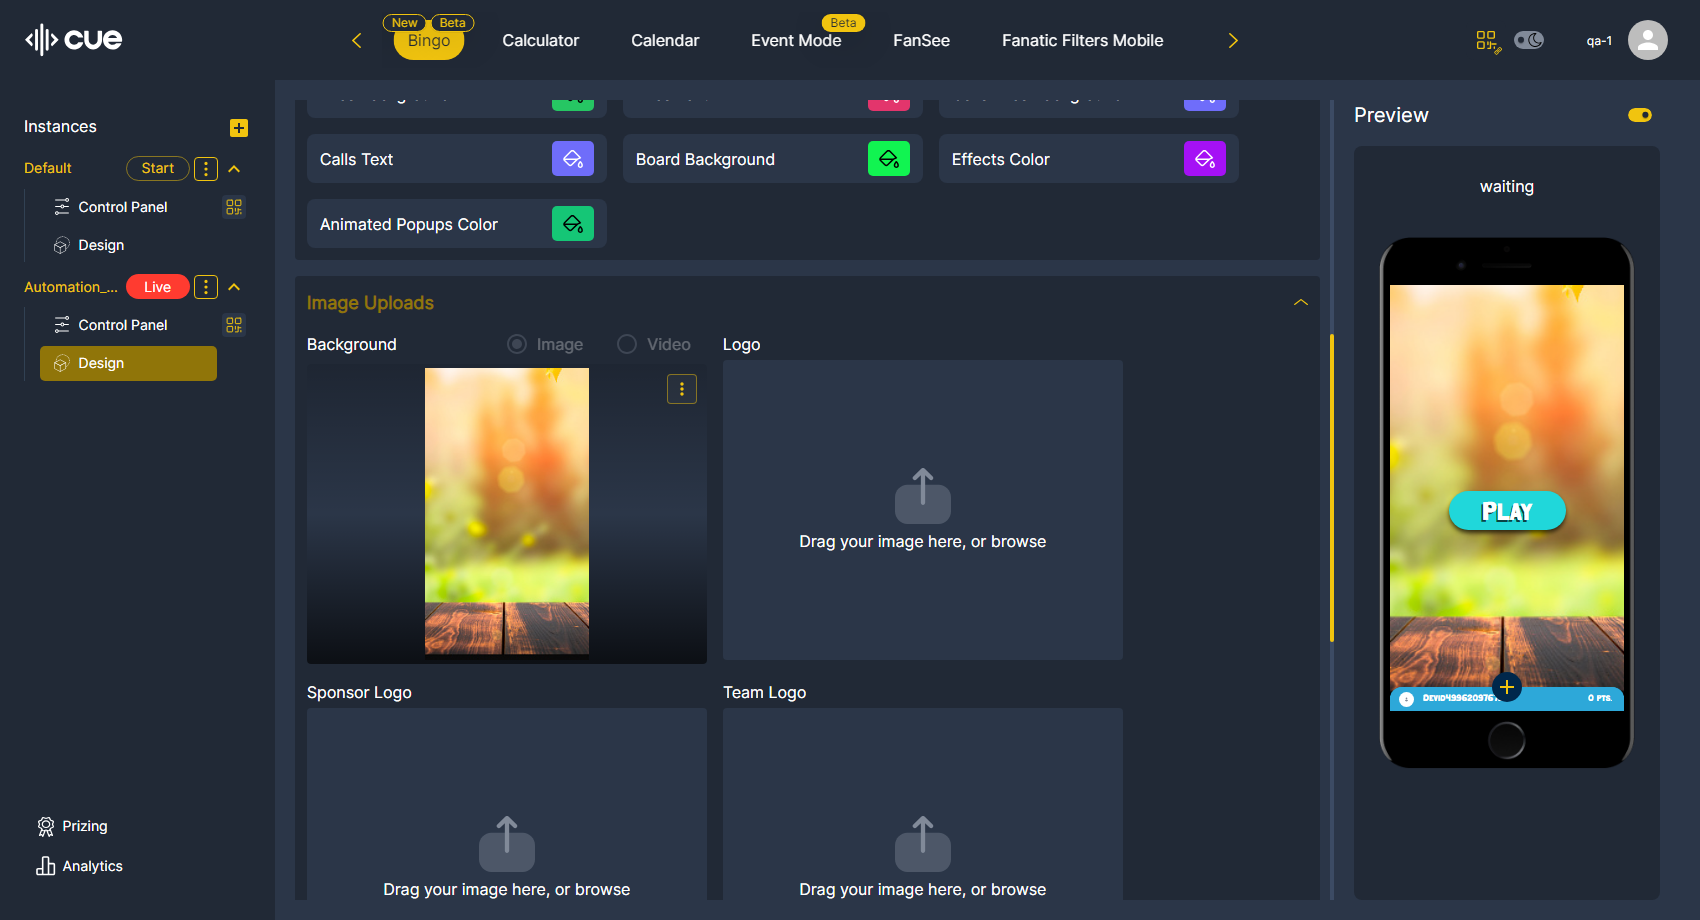 cue
New
Beta
Bingo
Calculator
Calendar
Event Mode
Beta
FanSee
Fanatic Filters Mobile
qa-1
Instances
Default
Start
Control Panel
Design
Automation_...
Live
Control Panel
Design
Prizing
Analytics
Calls Text
Board Background
Effects Color
Animated Popups Color
Image Uploads
Background
Image
Video
Logo
Drag your image here, or browse
Sponsor Logo
Team Logo
Drag your image here, or browse
Drag your image here, or browse
Preview
waiting
Play
0 pts.